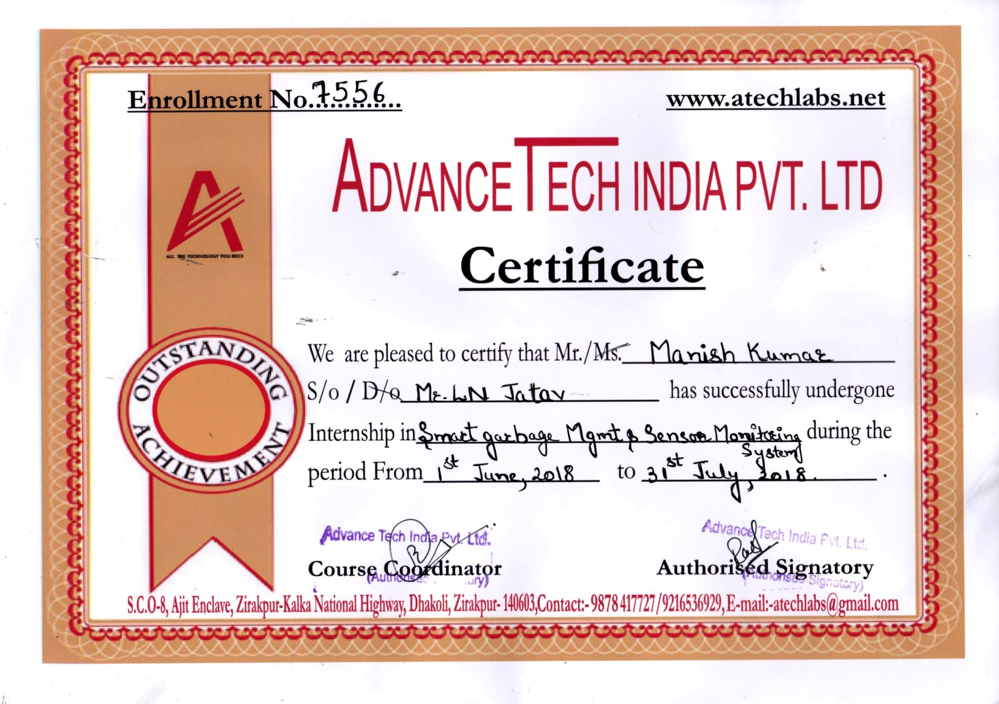 Enrollment No. 7556
www.atechlabs.net
ADVANCE TECH INDIA PVT. LTD
ALL THE TECHNOLOGY YOU NEED
Certificate
OUTSTANDING ACHIEVEMENT
We are pleased to certify that Mr./Ms. Manish Kumar
S/o / D/o Mr. LN Jatav has successfully undergone
Internship in Smart garbage Mgmt & Sensor Monitoring during the
System
period From 1st June, 2018 to 31st July, 2018.
Advance Tech India Pvt. Ltd.
Course Coordinator
Advance Tech India Pvt. Ltd.
Authorised Signatory
(Authorised Signatory)
S.C.O-8, Ajit Enclave, Zirakpur-Kalka National Highway, Dhakoli, Zirakpur- 140603,Contact:- 9878 417727/9216536929, E-mail:-atechlabs@gmail.com